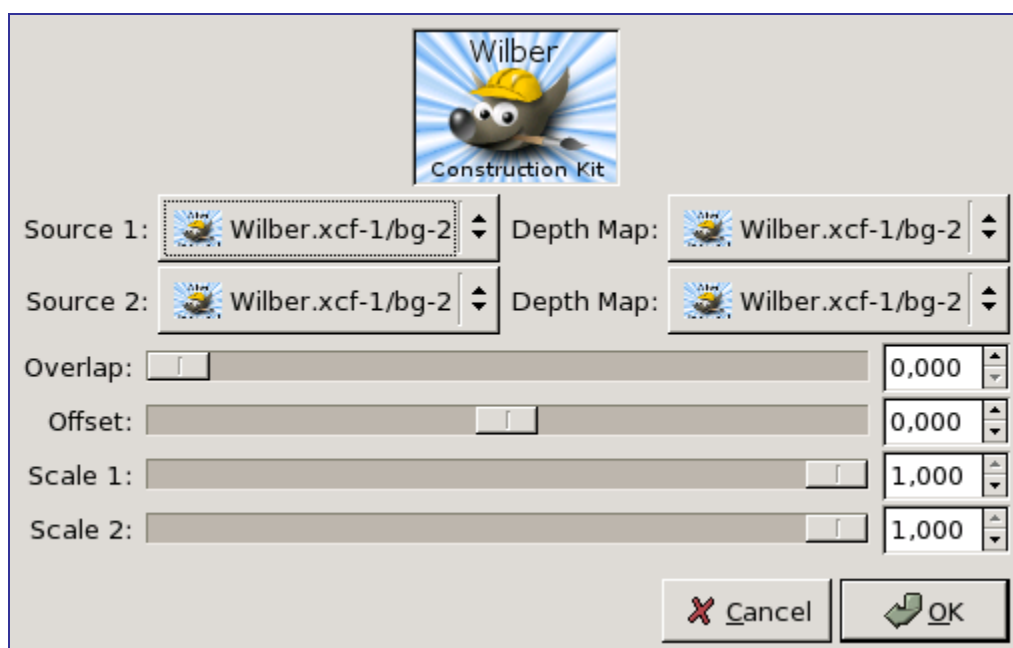 Wilber
Construction Kit
Source 1: Wilber.xcf-1/bg-2 Depth Map: Wilber.xcf-1/bg-2
Source 2: Wilber.xcf-1/bg-2 Depth Map: Wilber.xcf-1/bg-2
Overlap: 0,000
Offset: 0,000
Scale 1: 1,000
Scale 2: 1,000
Cancel OK